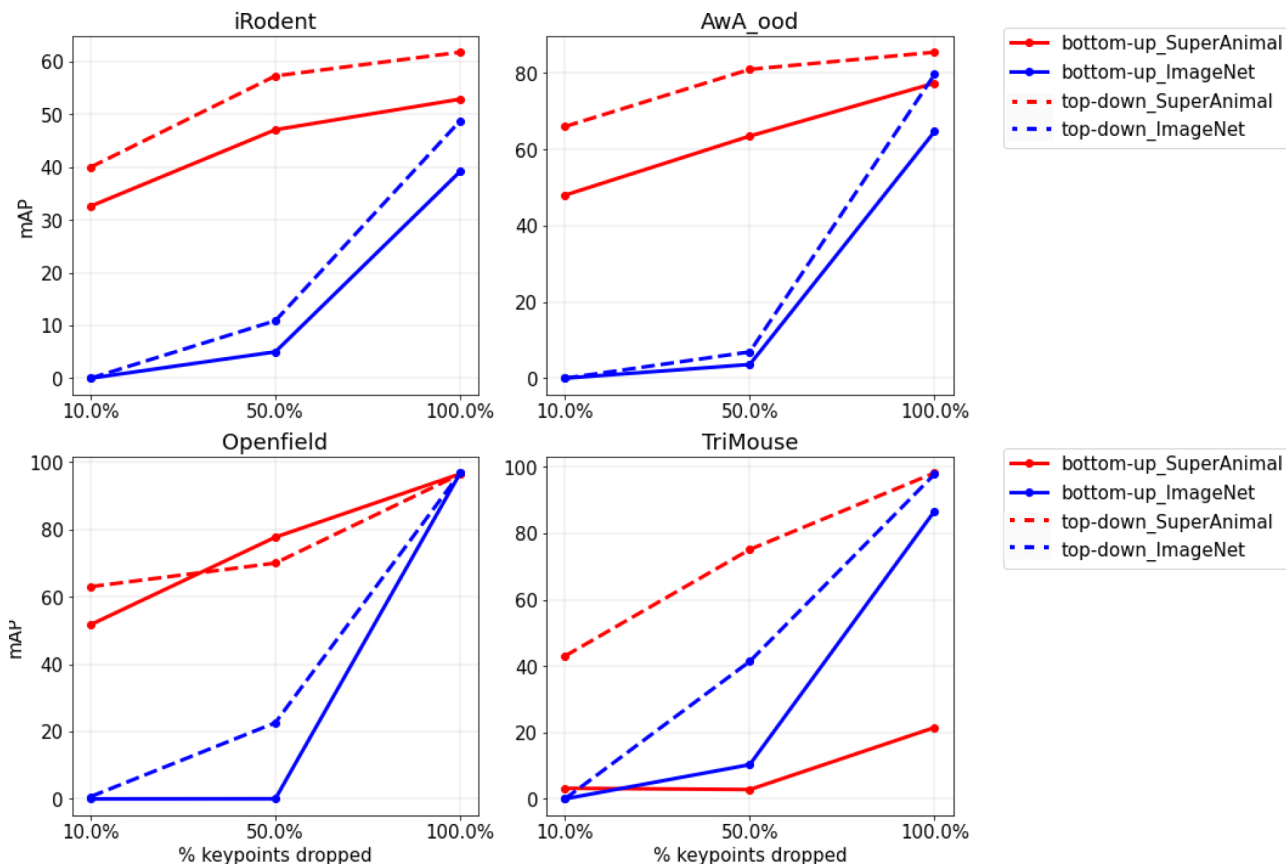 iRodent
AwA_ood
60
50
40
30
20
10
0
mAP
10.0%
50.0%
100.0%
80
60
40
20
0
10.0%
50.0%
100.0%
bottom-up_SuperAnimal
bottom-up_ImageNet
top-down_SuperAnimal
top-down_ImageNet
Openfield
TriMouse
100
80
60
40
20
0
mAP
10.0%
50.0%
100.0%
% keypoints dropped
100
80
60
40
20
0
10.0%
50.0%
100.0%
% keypoints dropped
bottom-up_SuperAnimal
bottom-up_ImageNet
top-down_SuperAnimal
top-down_ImageNet